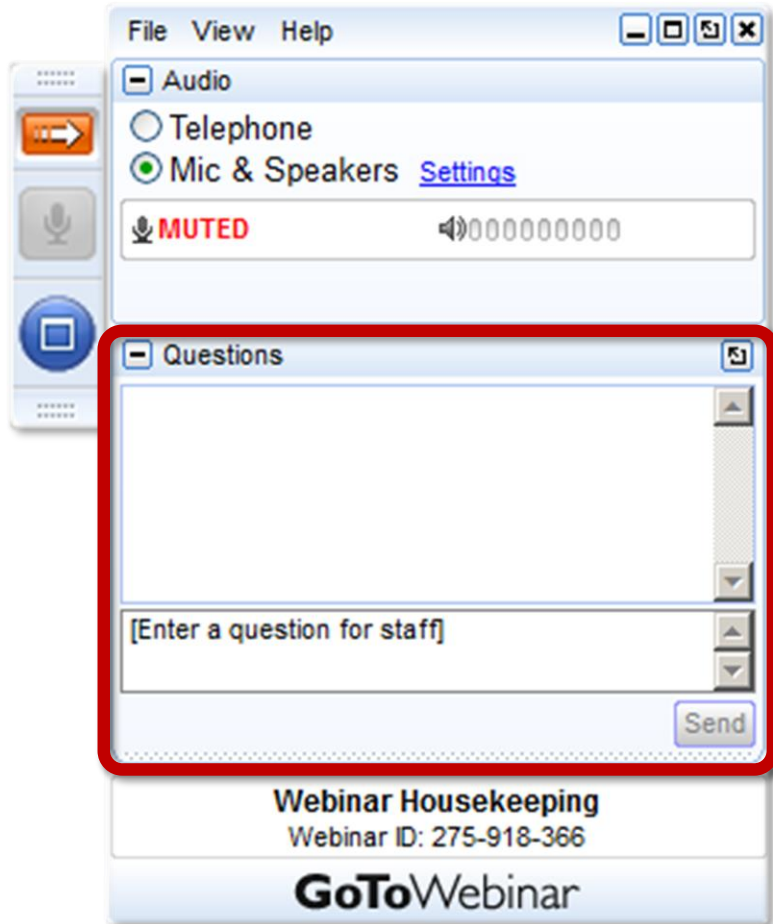 File View Help
Audio
Telephone
Mic & Speakers Settings
MUTED 000000000
Questions
[Enter a question for staff]
Send
Webinar Housekeeping
Webinar ID: 275-918-366
GoToWebinar